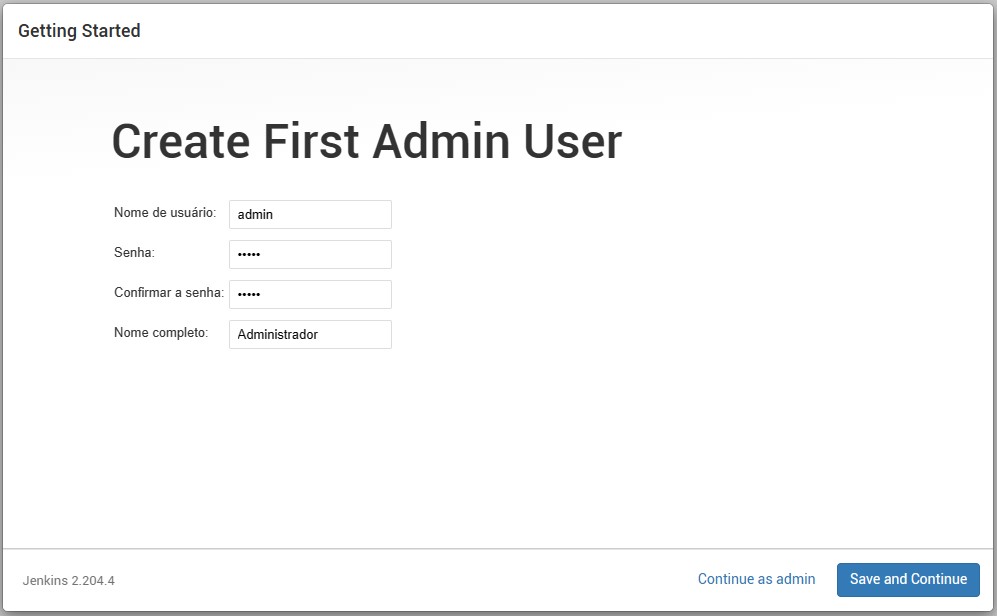 Getting Started
Create First Admin User
Nome de usuário: admin
Senha: •••••
Confirmar a senha: •••••
Nome completo: Administrador
Jenkins 2.204.4 Continue as admin Save and Continue